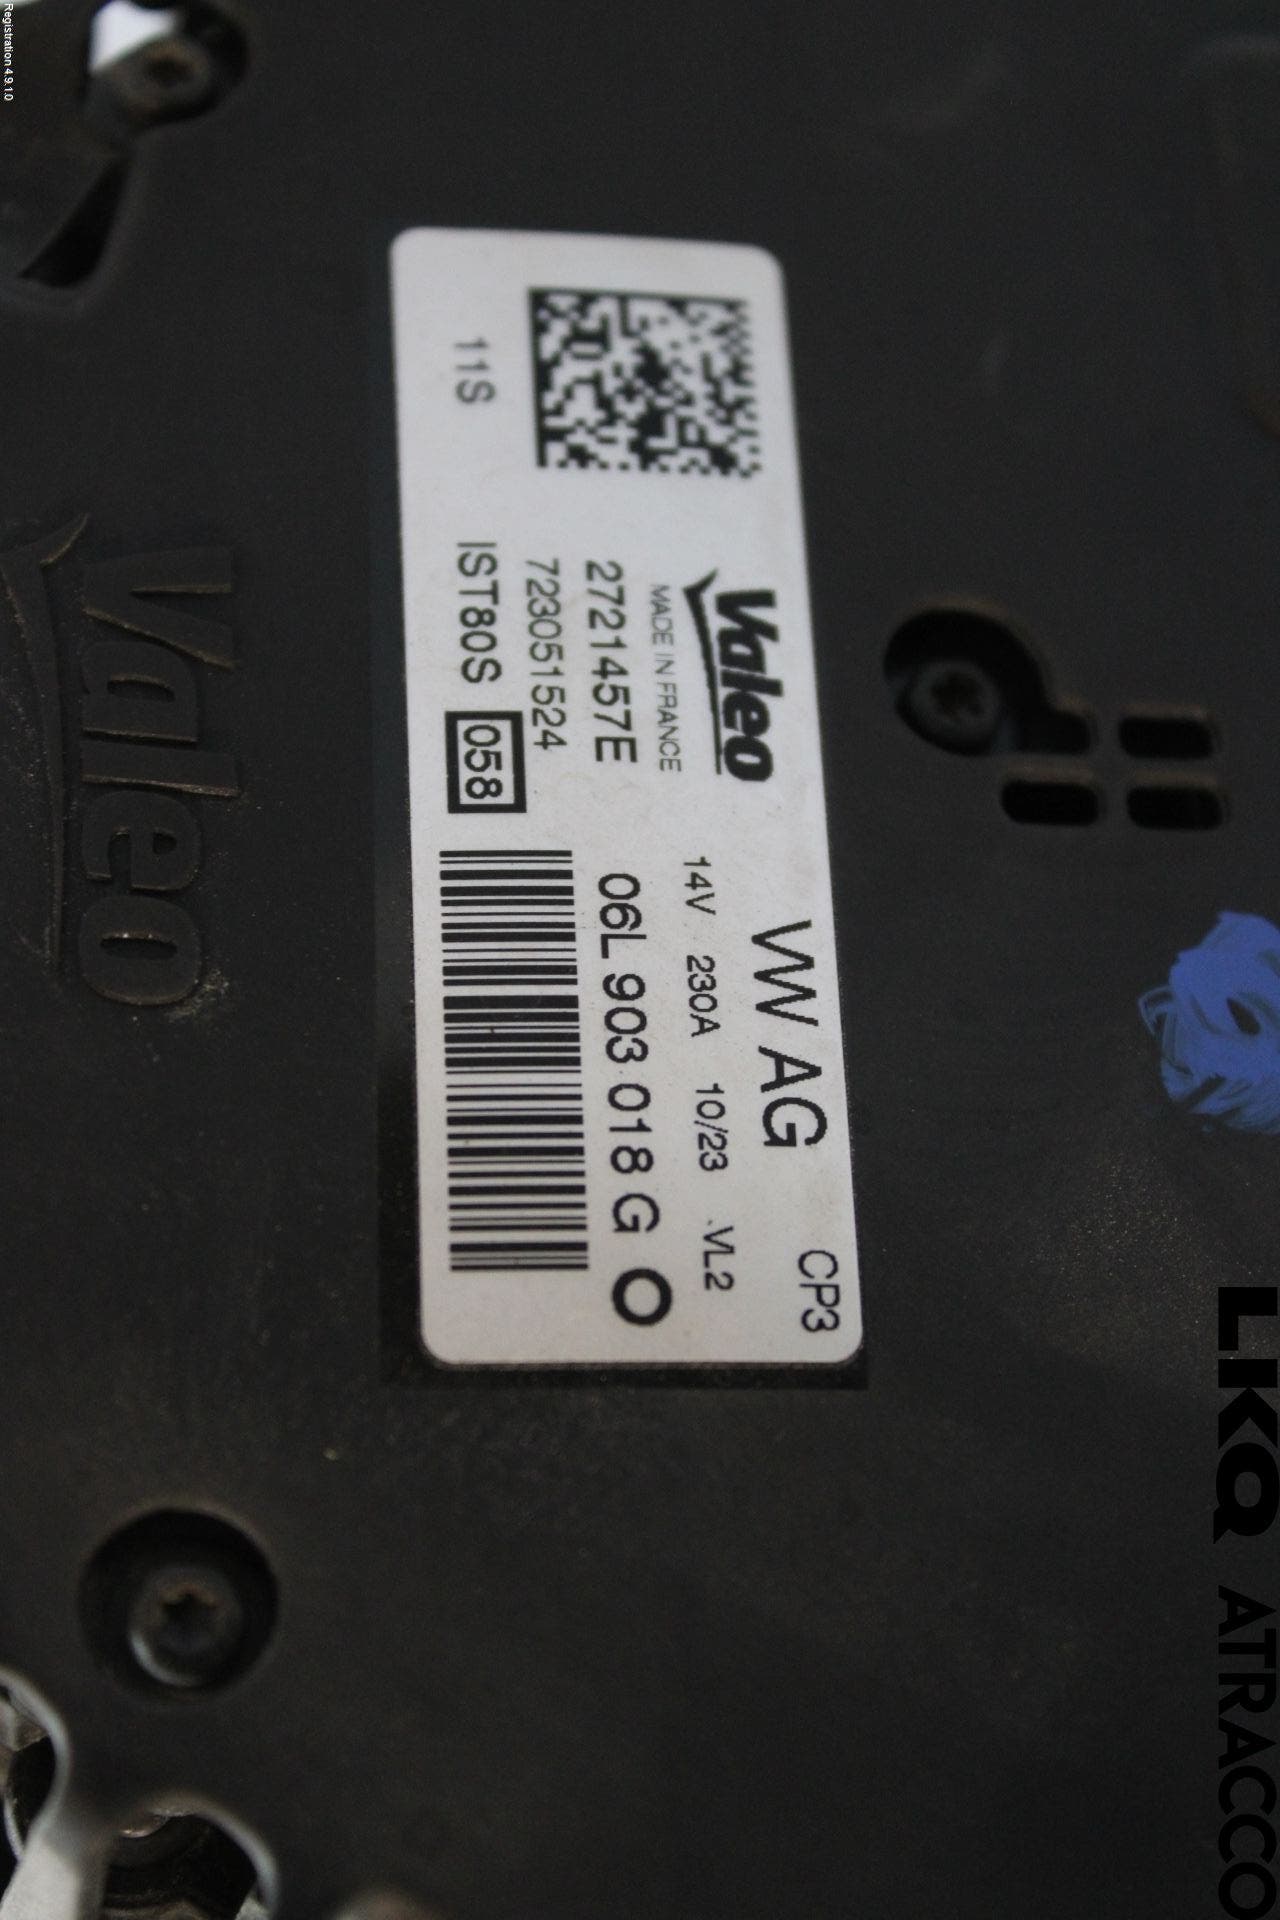 Registration 4.9.1.0
VW AG CP3
Valeo
MADE IN FRANCE
14V 230A 10/23 VL2
2721457E
06L 903 018 G O
723051524
11S IST80S 058
Valeo
LKQ ATRACCO